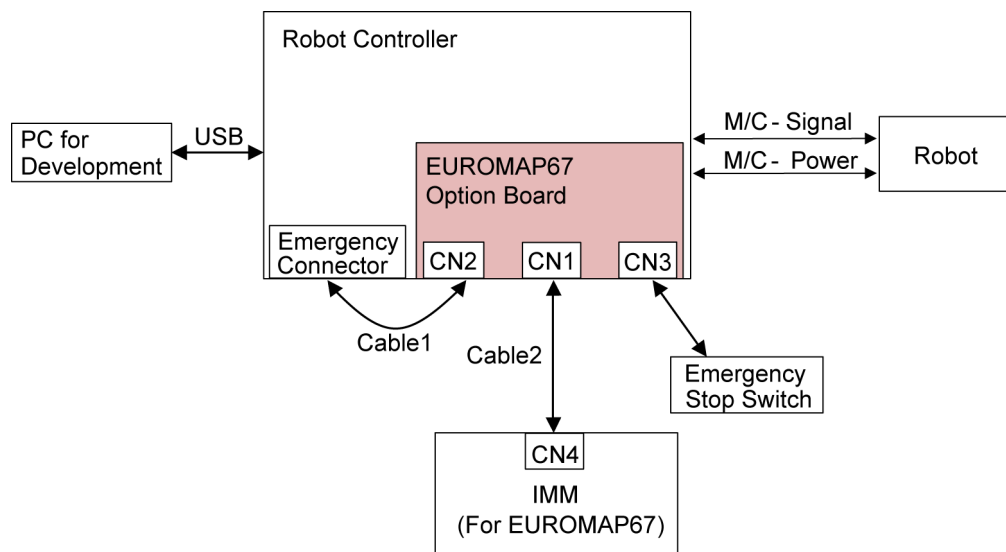 Robot Controller
PC for
Development
USB
EUROMAP67
Option Board
M/C - Signal
M/C - Power
Robot
Emergency
Connector
CN2
CN1
CN3
Cable1
Cable2
Emergency
Stop Switch
CN4
IMM
(For EUROMAP67)